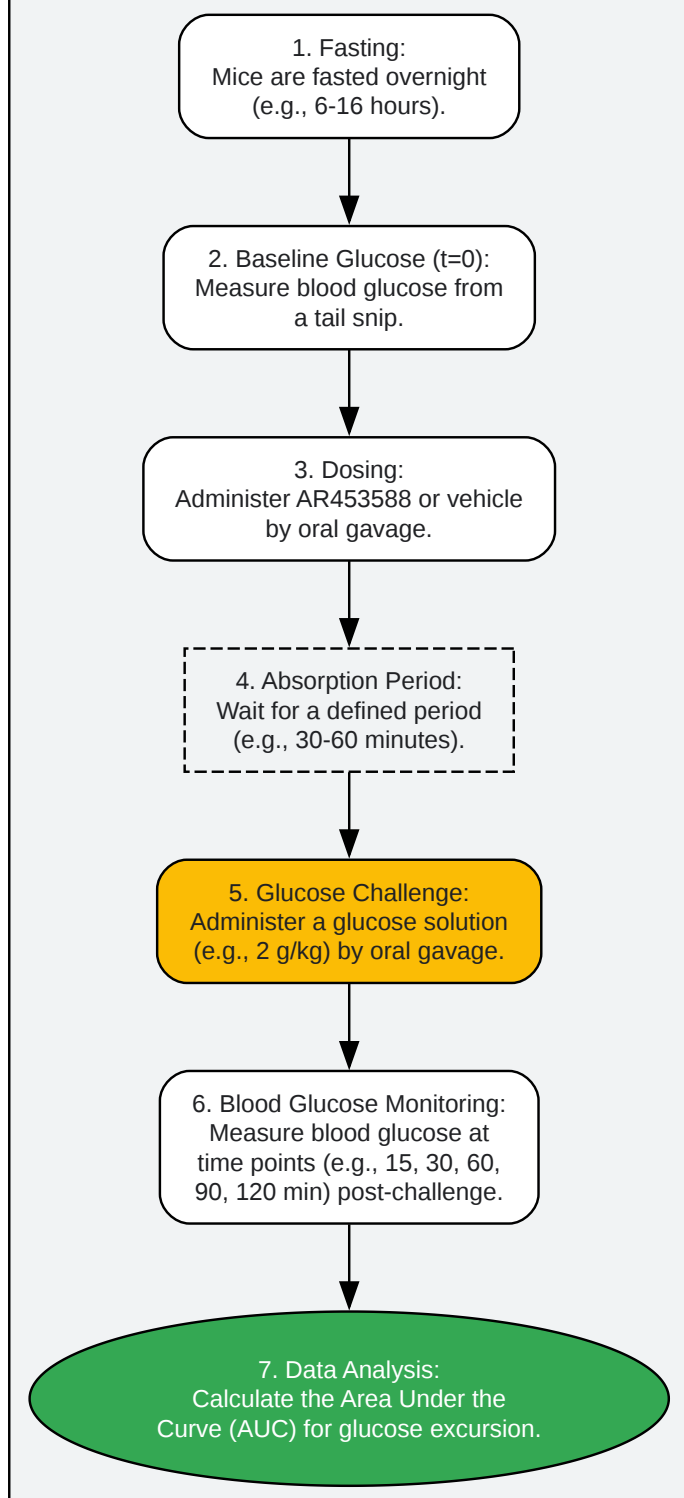 1. Fasting:
Mice are fasted overnight
(e.g., 6-16 hours).
2. Baseline Glucose (t=0):
Measure blood glucose from
a tail snip.
3. Dosing:
Administer AR453588 or vehicle
by oral gavage.
4. Absorption Period:
Wait for a defined period
(e.g., 30-60 minutes).
5. Glucose Challenge:
Administer a glucose solution
(e.g., 2 g/kg) by oral gavage.
6. Blood Glucose Monitoring:
Measure blood glucose at
time points (e.g., 15, 30, 60,
90, 120 min) post-challenge.
7. Data Analysis:
Calculate the Area Under the
Curve (AUC) for glucose excursion.